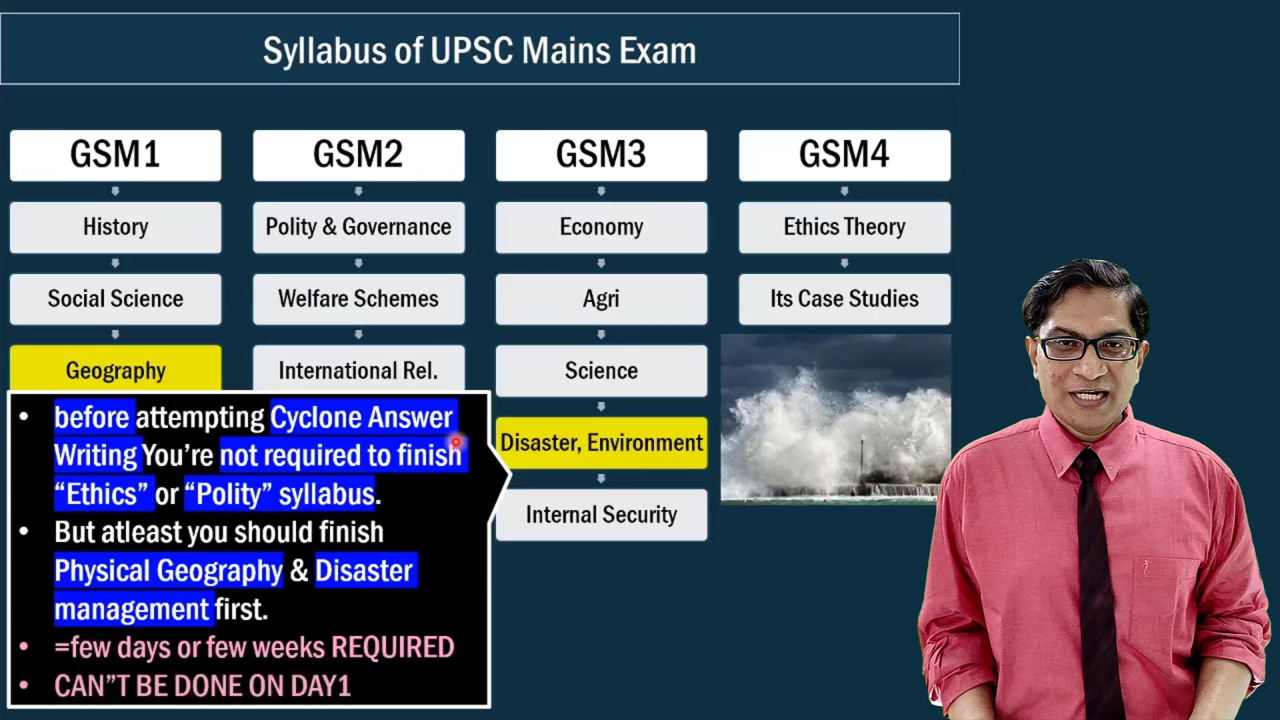 Syllabus of UPSC Mains Exam
GSM1
History
Social Science
Geography
GSM2
Polity & Governance
Welfare Schemes
International Rel.
GSM3
Economy
Agri
Science
Disaster, Environment
Internal Security
GSM4
Ethics Theory
Its Case Studies
• before attempting Cyclone Answer
Writing You're not required to finish
“Ethics” or “Polity” syllabus.
• But atleast you should finish
Physical Geography & Disaster
management first.
• =few days or few weeks REQUIRED
• CAN”T BE DONE ON DAY1